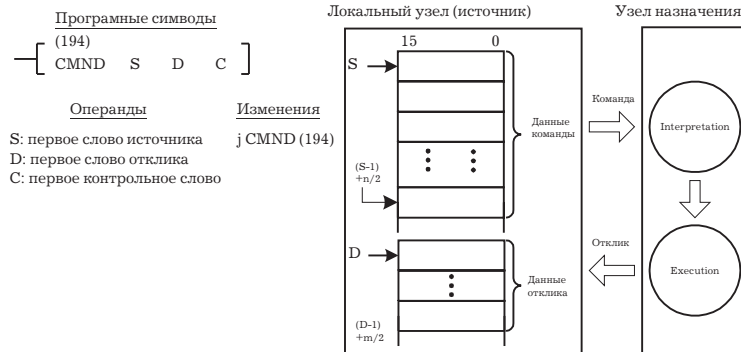 Програмные символы
(194)
CMND S D C
Операнды
S: первое слово источника
D: первое слово отклика
C: первое контрольное слово
Изменения
j CMND (194)
Локальный узел (источник)
15 0
S
Данные
команды
(S-1)
+n/2
D
Данные
отклика
(D-1)
+m/2
Команда
Отклик
Узел назначения
Interpretation
Execution